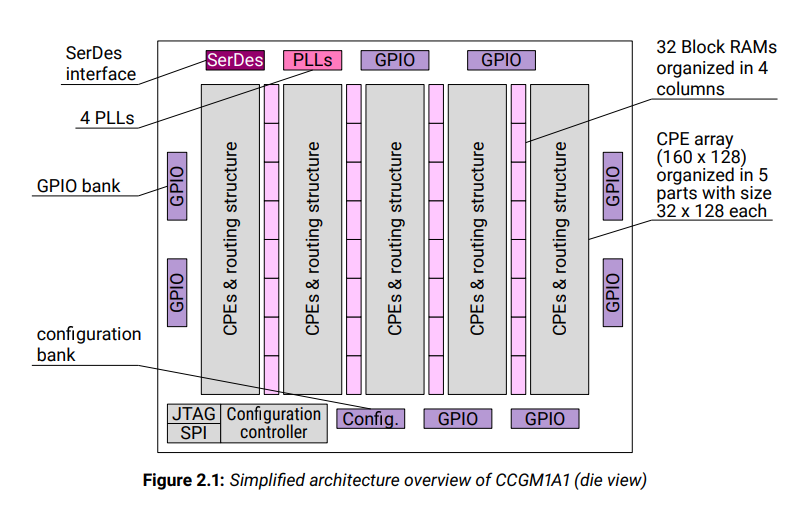 SerDes
interface
4 PLLs
GPIO bank
configuration
bank
SerDes
PLLs
GPIO
GPIO
32 Block RAMs
organized in 4
columns
CPE array
(160 x 128)
organized in 5
parts with size
32 x 128 each
GPIO
GPIO
CPEs & routing structure
CPEs & routing structure
CPEs & routing structure
CPEs & routing structure
CPEs & routing structure
GPIO
GPIO
JTAG
SPI
Configuration
controller
Config.
GPIO
GPIO
Figure 2.1: Simplified architecture overview of CCGM1A1 (die view)